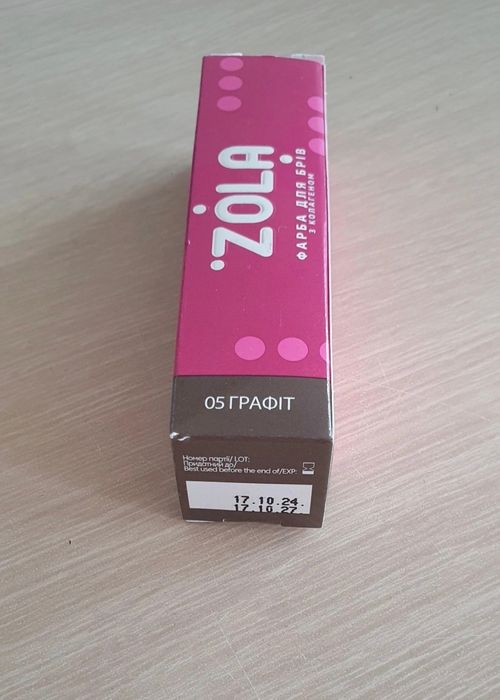 ZOLA
ФАРБА ДЛЯ БРІВ
З КОЛАГЕНОМ
05 ГРАФІТ
Номер партії/ LOT:
Придатний до/
Best used before the end of/EXP:
17.10.24.
17.10.27.